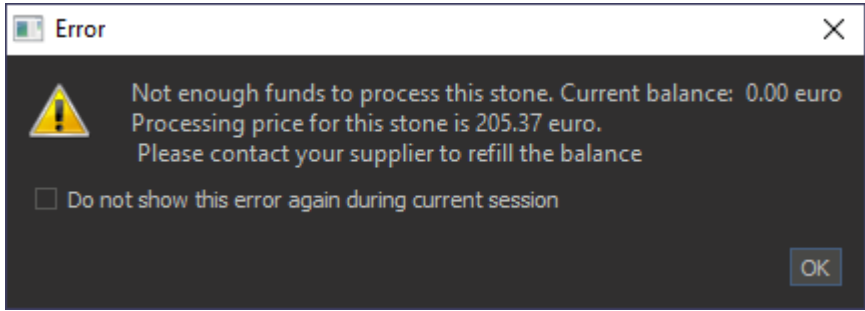 Error
Not enough funds to process this stone. Current balance:  0.00 euro
Processing price for this stone is 205.37 euro.
Please contact your supplier to refill the balance
Do not show this error again during current session
OK